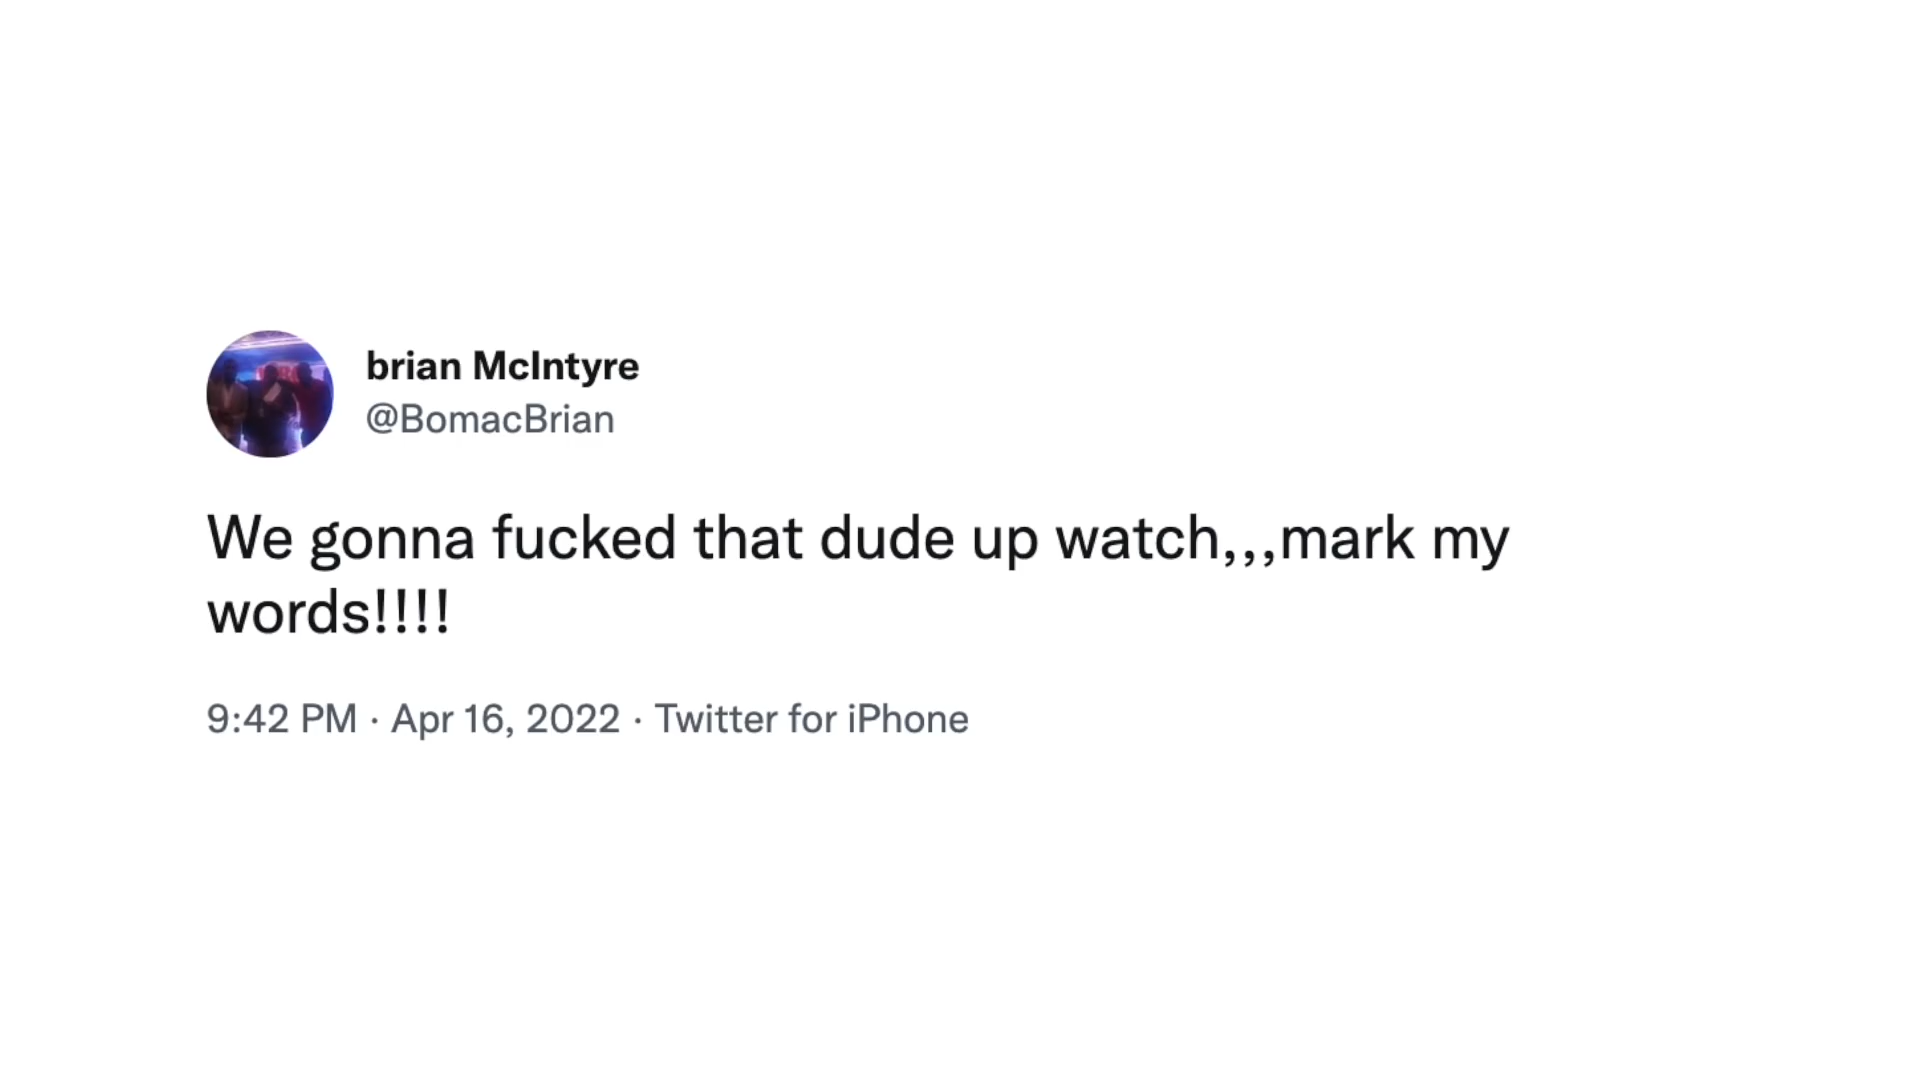 brian McIntyre
@BomacBrian
We gonna fucked that dude up watch,,,mark my
words!!!!
9:42 PM · Apr 16, 2022 · Twitter for iPhone